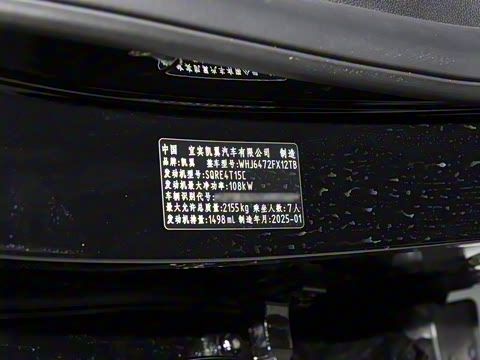 中国 宜宾凯翼汽车有限公司 制造
品牌:凯翼 整车型号:WHJ6472FX12TB
发动机型号:SQRE4T15C
发动机最大净功率:108kW
车辆识别代号:
最大允许总质量:2155kg 乘坐人数:7人
发动机排量:1498mL 制造年月:2025-01